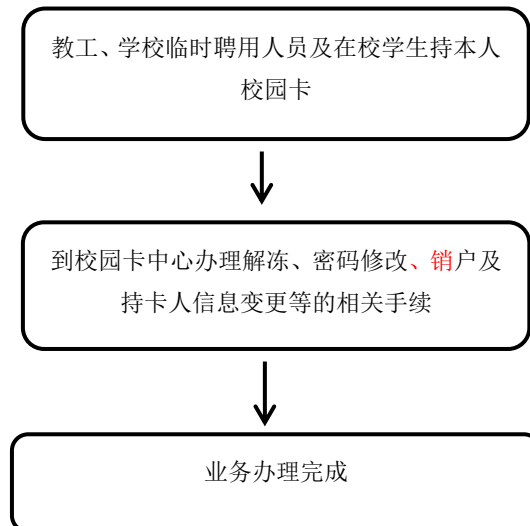 教工、学校临时聘用人员及在校学生持本人
校园卡
到校园卡中心办理解冻、密码修改、销户及
持卡人信息变更等的相关手续
业务办理完成